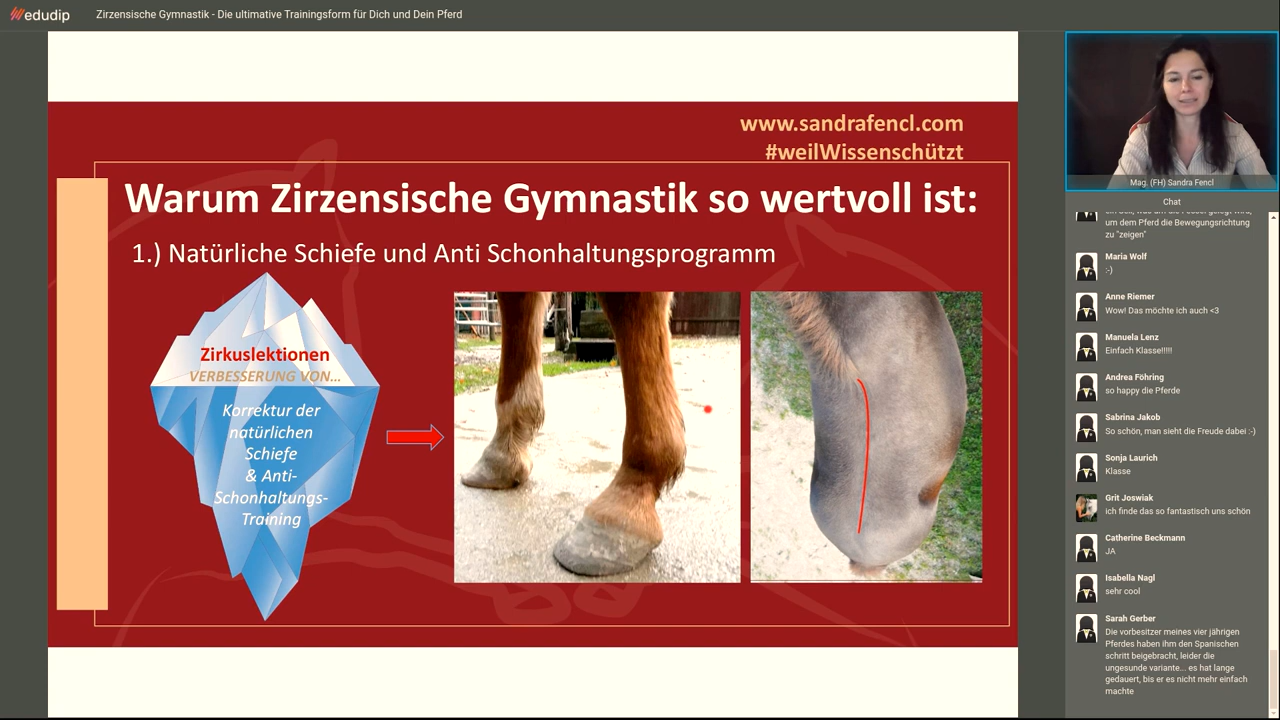 edudip
Zirzensische Gymnastik - Die ultimative Trainingsform für Dich und Dein Pferd
www.sandrafencl.com
#weilWissenschützt
Warum Zirzensische Gymnastik so wertvoll ist:
1.) Natürliche Schiefe und Anti Schonhaltungsprogramm
Zirkuslektionen
VERBESSERUNG VON...
Korrektur der
natürlichen
Schiefe
& Anti-
Schonhaltungs-
Training
Mag. (FH) Sandra Fencl
Chat
um dem Pferd die Bewegungsrichtung
zu "zeigen"
Maria Wolf
:-)
Anne Riemer
Wow! Das möchte ich auch <3
Manuela Lenz
Einfach Klasse!!!!!
Andrea Föhring
so happy die Pferde
Sabrina Jakob
So schön, man sieht die Freude dabei :-)
Sonja Laurich
Klasse
Grit Joswiak
ich finde das so fantastisch uns schön
Catherine Beckmann
JA
Isabella Nagl
sehr cool
Sarah Gerber
Die vorbesitzer meines vier jährigen
Pferdes haben ihm den Spanischen
schritt beigebracht, leider die
ungesunde variante... es hat lange
gedauert, bis er es nicht mehr einfach
machte